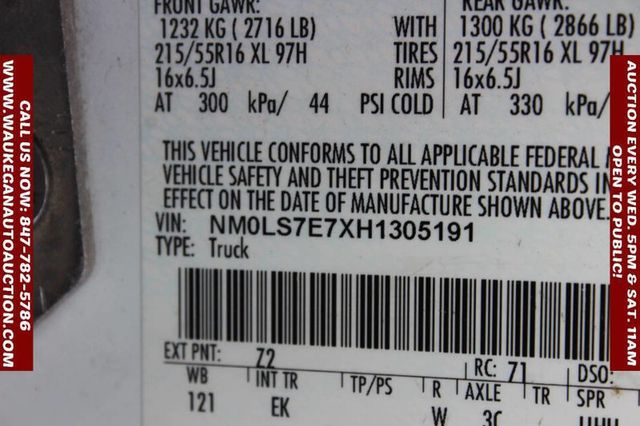 FRONT GAWR: REAR GAWR:
1232 KG ( 2716 LB) WITH 1300 KG ( 2866 LB)
215/55R16 XL 97H TIRES 215/55R16 XL 97H
16x6.5J RIMS 16x6.5J
AT 300 kPa/ 44 PSI COLD AT 330 kPa/
THIS VEHICLE CONFORMS TO ALL APPLICABLE FEDERAL
VEHICLE SAFETY AND THEFT PREVENTION STANDARDS IN
EFFECT ON THE DATE OF MANUFACTURE SHOWN ABOVE.
VIN: NM0LS7E7XH1305191
TYPE: Truck
EXT PNT: Z2 RC: 71 DSO:
WB INT TR TP/PS R AXLE TR SPR
121 EK W 3C
CALL US NOW: 847-782-5786
WWW.WAUKEGANAUTOAUCTION.COM
AUCTION EVERY WED. 5PM & SAT. 11AM
OPEN TO PUBLIC!